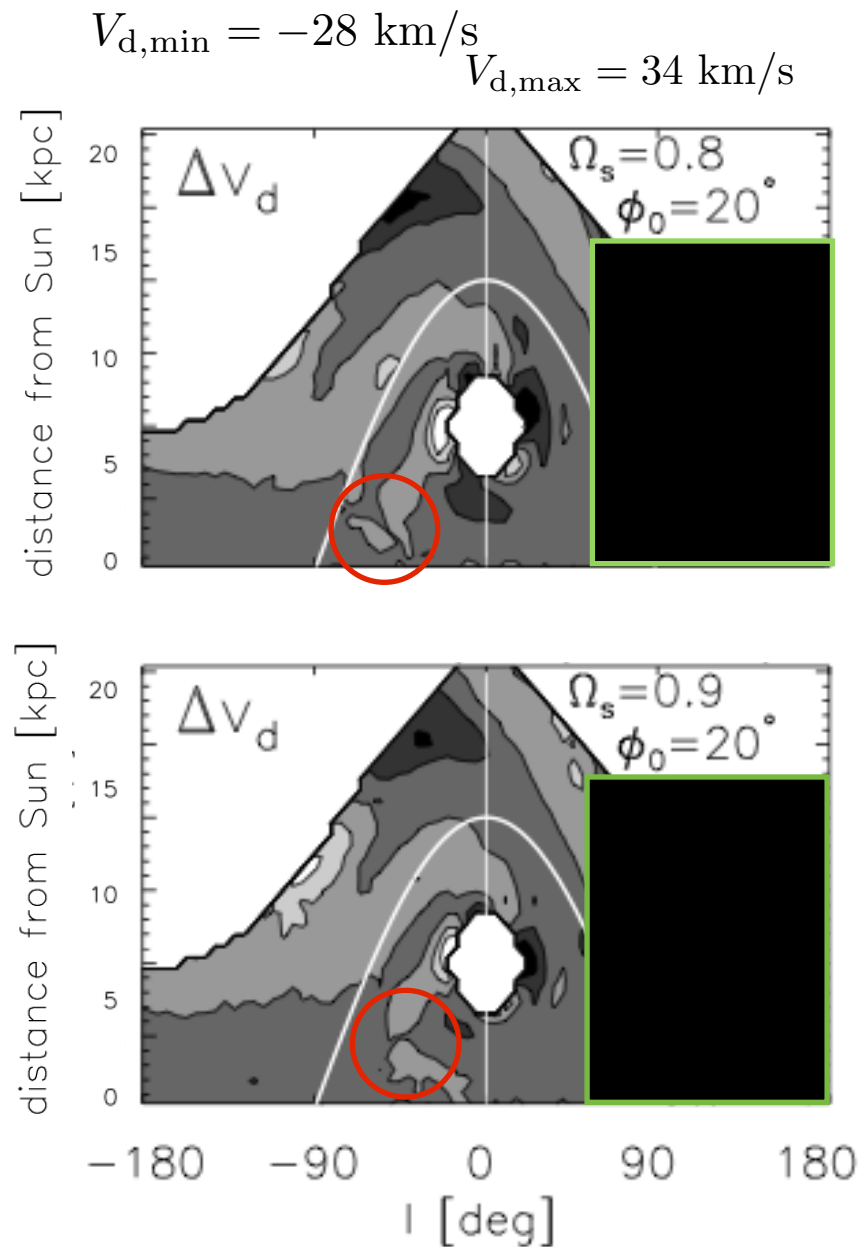 V_{d,min} = −28 km/s
V_{d,max} = 34 km/s
distance from Sun [kpc]
20
15
10
5
0
ΔV_d
Ω_s=0.8
ϕ_0=20°
distance from Sun [kpc]
20
15
10
5
0
ΔV_d
Ω_s=0.9
ϕ_0=20°
−180 −90 0 90 180
l [deg]